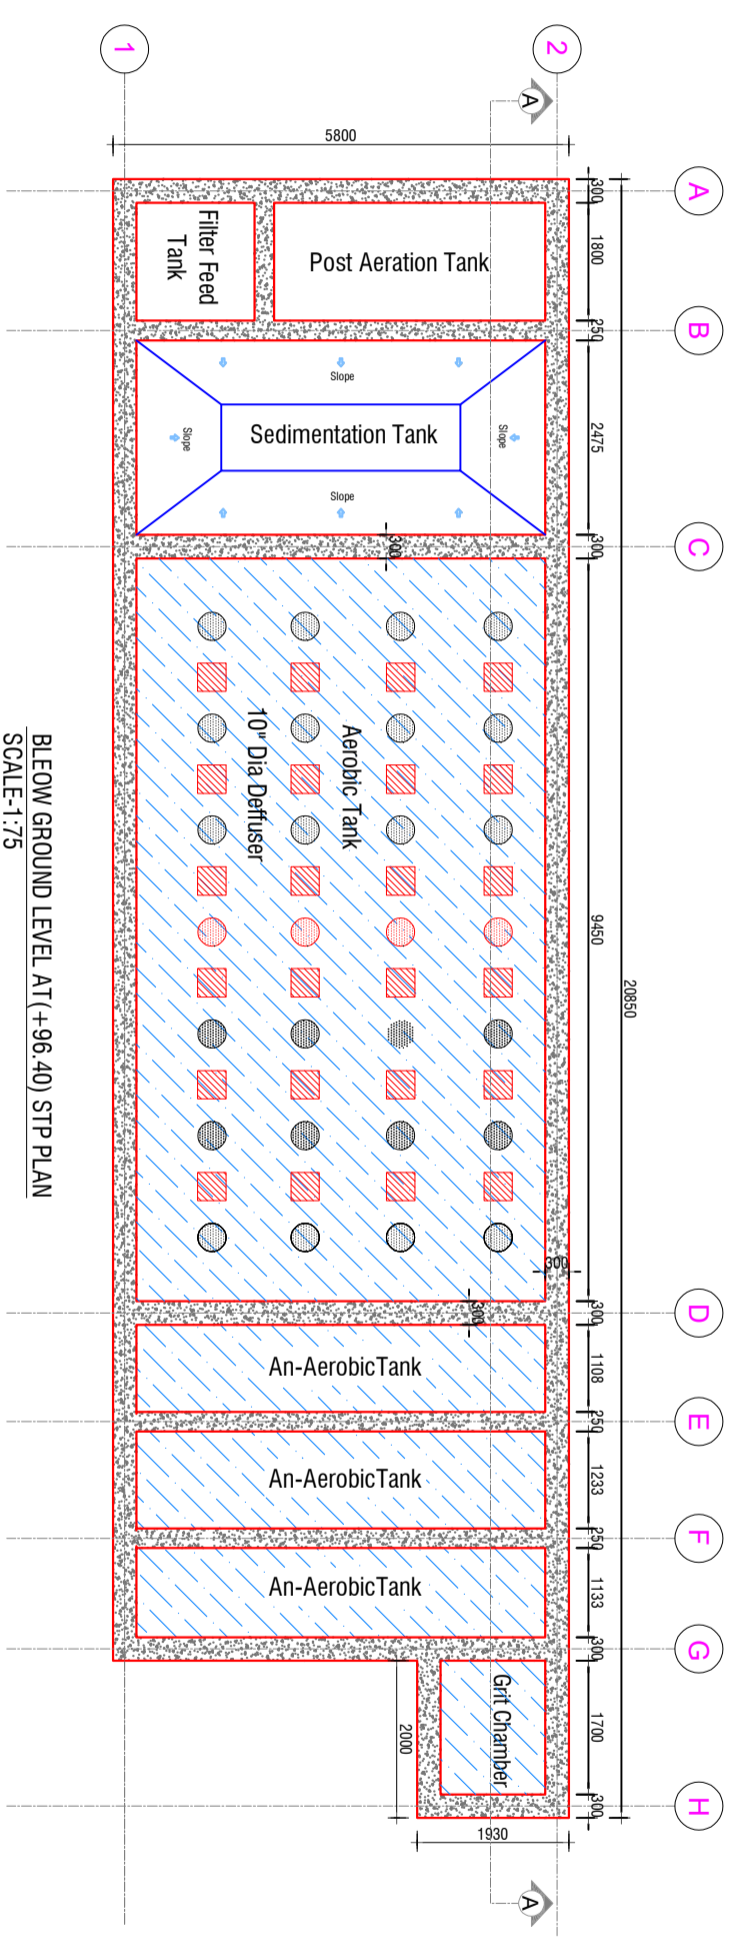 1
2
A
5800
A
300
1800
Filter Feed
Tank
Post Aeration Tank
250
B
Slope
Slope
Sedimentation Tank
Slope
2475
Slope
300
300
C
Aerobic Tank
10" Dia Deffuser
9450
20850
BLEOW GROUND LEVEL AT(+96.40) STP PLAN
SCALE-1:75
300
300
300
D
An-AerobicTank
1108
250
E
An-AerobicTank
1233
250
F
An-AerobicTank
1133
300
G
Grit Chamber
1700
2000
300
H
1930
A